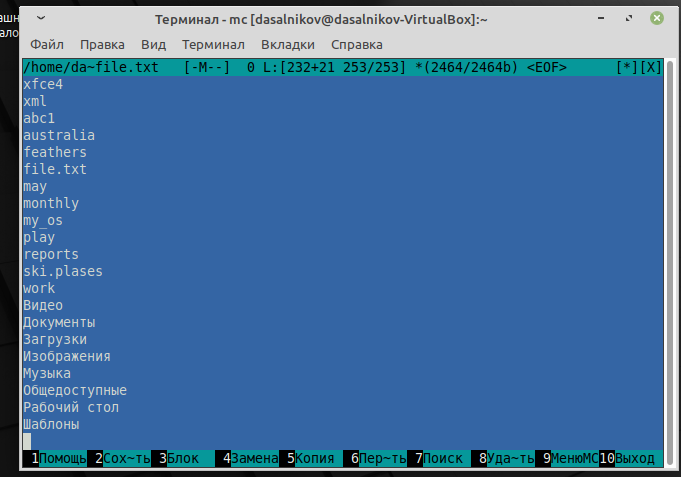 Терминал - mc [dasalnikov@dasalnikov-VirtualBox]:~
Файл Правка Вид Терминал Вкладки Справка
/home/da~file.txt [-M--] 0 L:[232+21 253/253] *(2464/2464b) <EOF> [*][X]
xfce4
xml
abc1
australia
feathers
file.txt
may
monthly
my_os
play
reports
ski.plases
work
Видео
Документы
Загрузки
Изображения
Музыка
Общедоступные
Рабочий стол
Шаблоны
1Помощь 2Сох~ть 3Блок 4Замена 5Копия 6Пер~ть 7Поиск 8Уда~ть 9МенюMC 10Выход